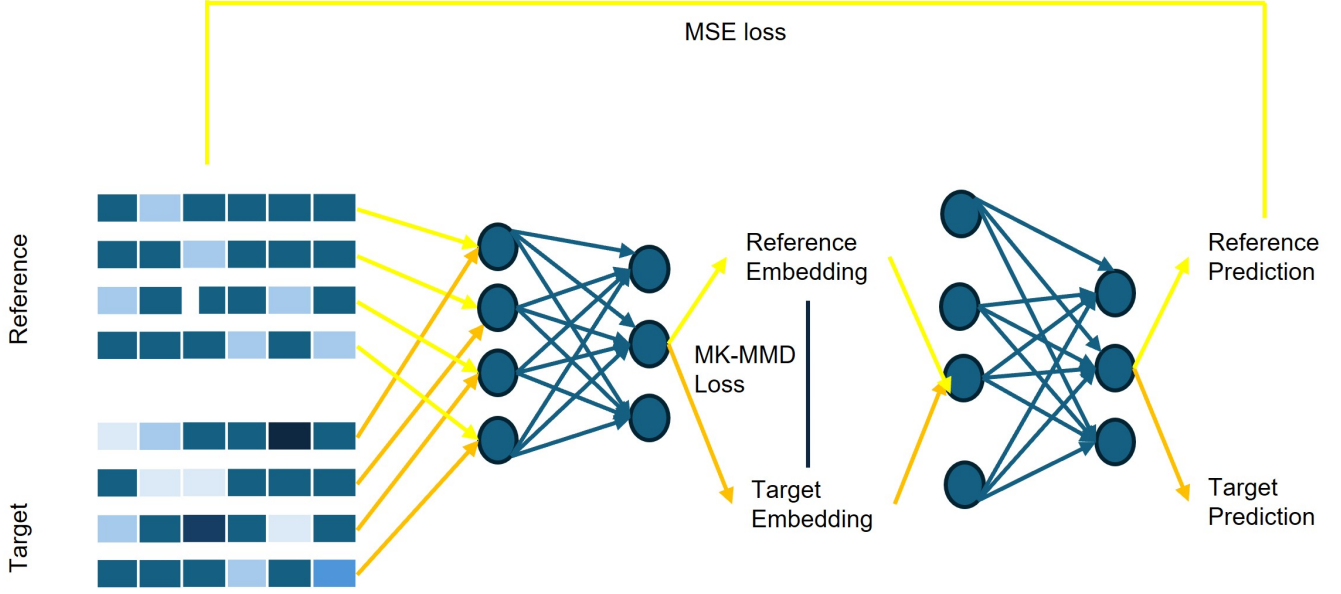 MSE loss
Reference
Reference
Embedding
Reference
Prediction
MK-MMD
Loss
Target
Target
Embedding
Target
Prediction